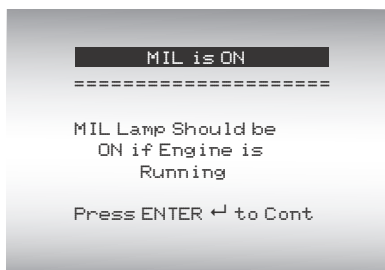 MIL is ON
=====================
MIL Lamp Should be
ON if Engine is
Running
Press ENTER ↵ to Cont